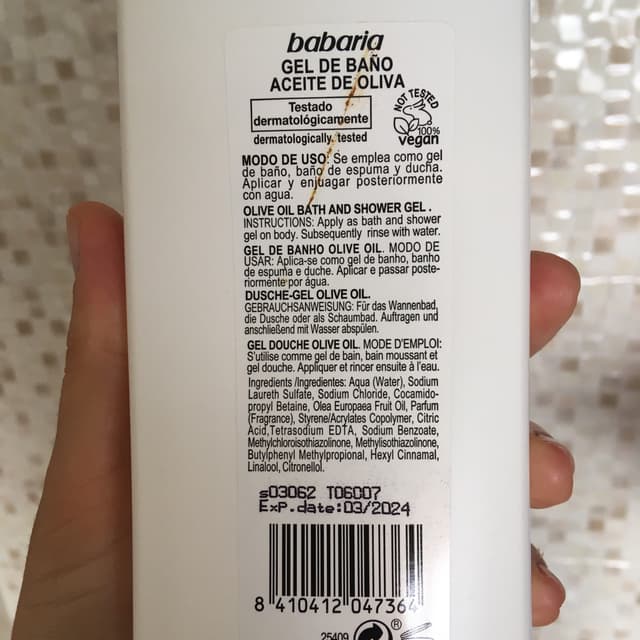 babaria
GEL DE BAÑO
ACEITE DE OLIVA
Testado
dermatológicamente
dermatologically tested
NOT TESTED
100%
vegan
MODO DE USO: Se emplea como gel
de baño, baño de espuma y ducha.
Aplicar y enjuagar posteriormente
con agua.
OLIVE OIL BATH AND SHOWER GEL .
INSTRUCTIONS: Apply as bath and shower
gel on body. Subsequently rinse with water.
GEL DE BANHO OLIVE OIL. MODO DE
USAR: Aplica-se como gel de banho, banho
de espuma e duche. Aplicar e passar poste-
riormente por água.
DUSCHE-GEL OLIVE OIL.
GEBRAUCHSANWEISUNG: Für das Wannenbad,
die Dusche oder als Schaumbad. Auftragen und
anschließend mit Wasser abspülen.
GEL DOUCHE OLIVE OIL. MODE D'EMPLOI:
S'utilise comme gel de bain, bain moussant et
gel douche. Appliquer et rincer ensuite à l'eau.
Ingredients /Ingredientes: Aqua (Water), Sodium
Laureth Sulfate, Sodium Chloride, Cocamido-
propyl Betaine, Olea Europaea Fruit Oil, Parfum
(Fragrance), Styrene/Acrylates Copolymer, Citric
Acid,Tetrasodium EDTA, Sodium Benzoate,
Methylchloroisothiazolinone, Methylisothiazolinone,
Butylphenyl Methylpropional, Hexyl Cinnamal,
Linalool, Citronellol.
s03062 T06C07
Exp.date:03/2024
8 410412 047364
25409
®